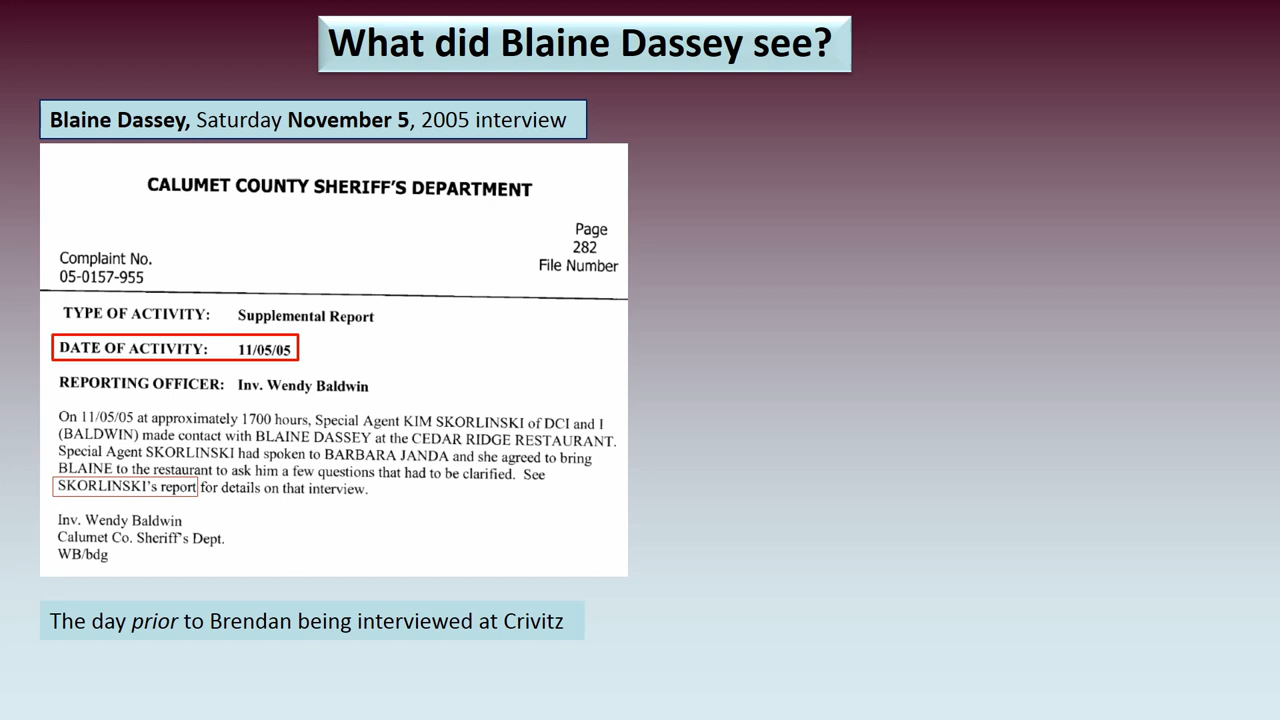 What did Blaine Dassey see?
Blaine Dassey, Saturday November 5, 2005 interview
CALUMET COUNTY SHERIFF'S DEPARTMENT
Page
282
File Number
Complaint No.
05-0157-955
TYPE OF ACTIVITY: Supplemental Report
DATE OF ACTIVITY: 11/05/05
REPORTING OFFICER: Inv. Wendy Baldwin
On 11/05/05 at approximately 1700 hours, Special Agent KIM SKORLINSKI of DCI and I
(BALDWIN) made contact with BLAINE DASSEY at the CEDAR RIDGE RESTAURANT.
Special Agent SKORLINSKI had spoken to BARBARA JANDA and she agreed to bring
BLAINE to the restaurant to ask him a few questions that had to be clarified. See
SKORLINSKI's report for details on that interview.
Inv. Wendy Baldwin
Calumet Co. Sheriff's Dept.
WB/bdg
The day prior to Brendan being interviewed at Crivitz